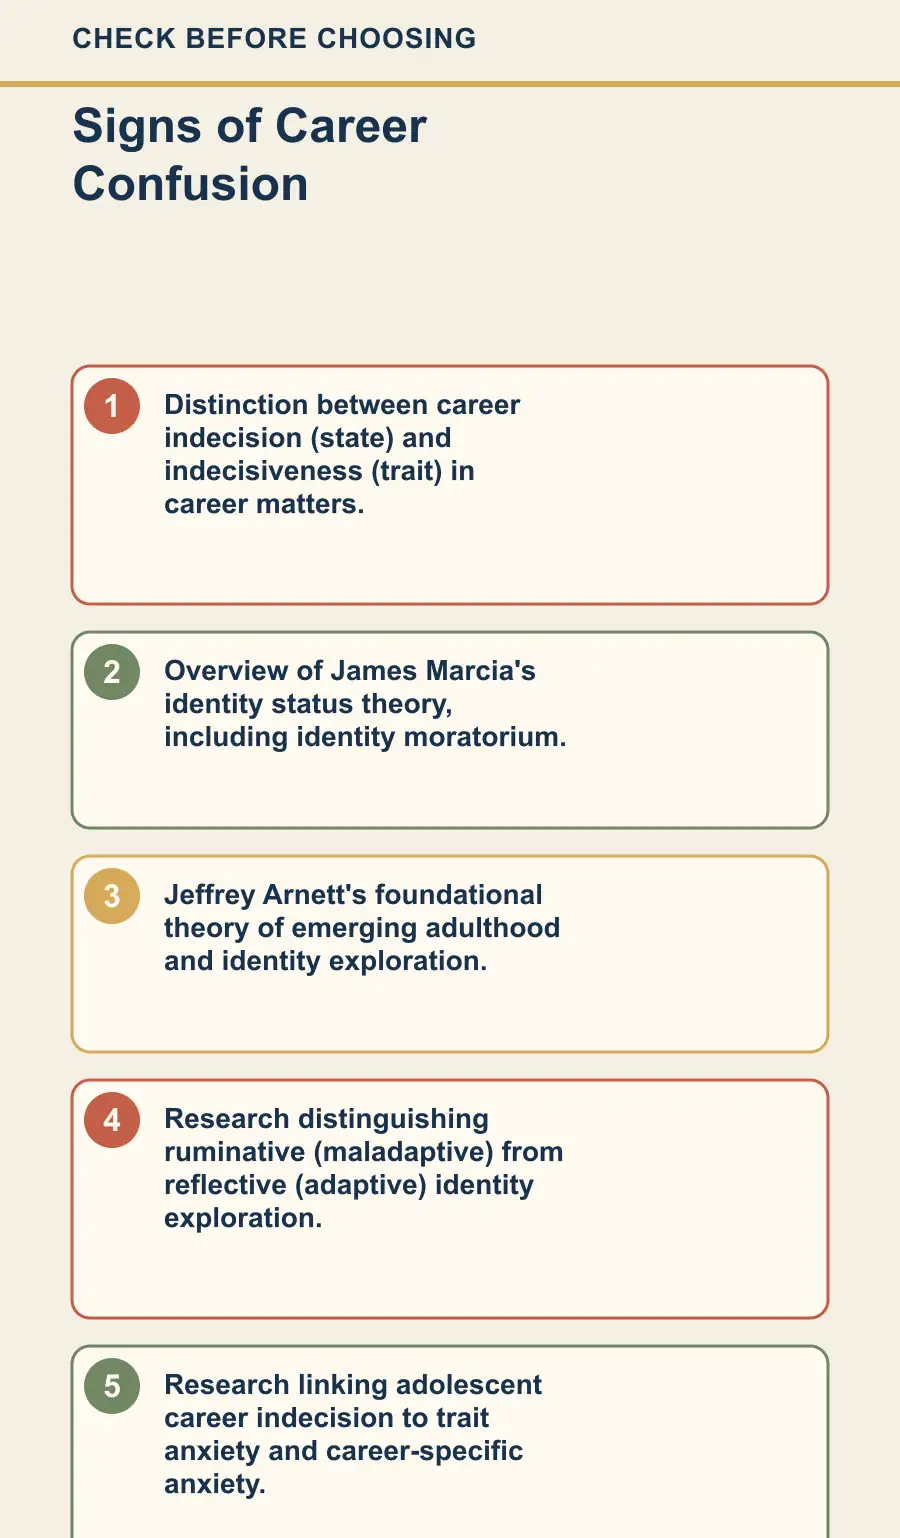 CHECK BEFORE CHOOSING
Signs of Career
Confusion
1
Distinction between career
indecision (state) and
indecisiveness (trait) in
career matters.
2
Overview of James Marcia's
identity status theory,
including identity moratorium.
3
Jeffrey Arnett's foundational
theory of emerging adulthood
and identity exploration.
4
Research distinguishing
ruminative (maladaptive) from
reflective (adaptive) identity
exploration.
5
Research linking adolescent
career indecision to trait
anxiety and career-specific
anxiety.